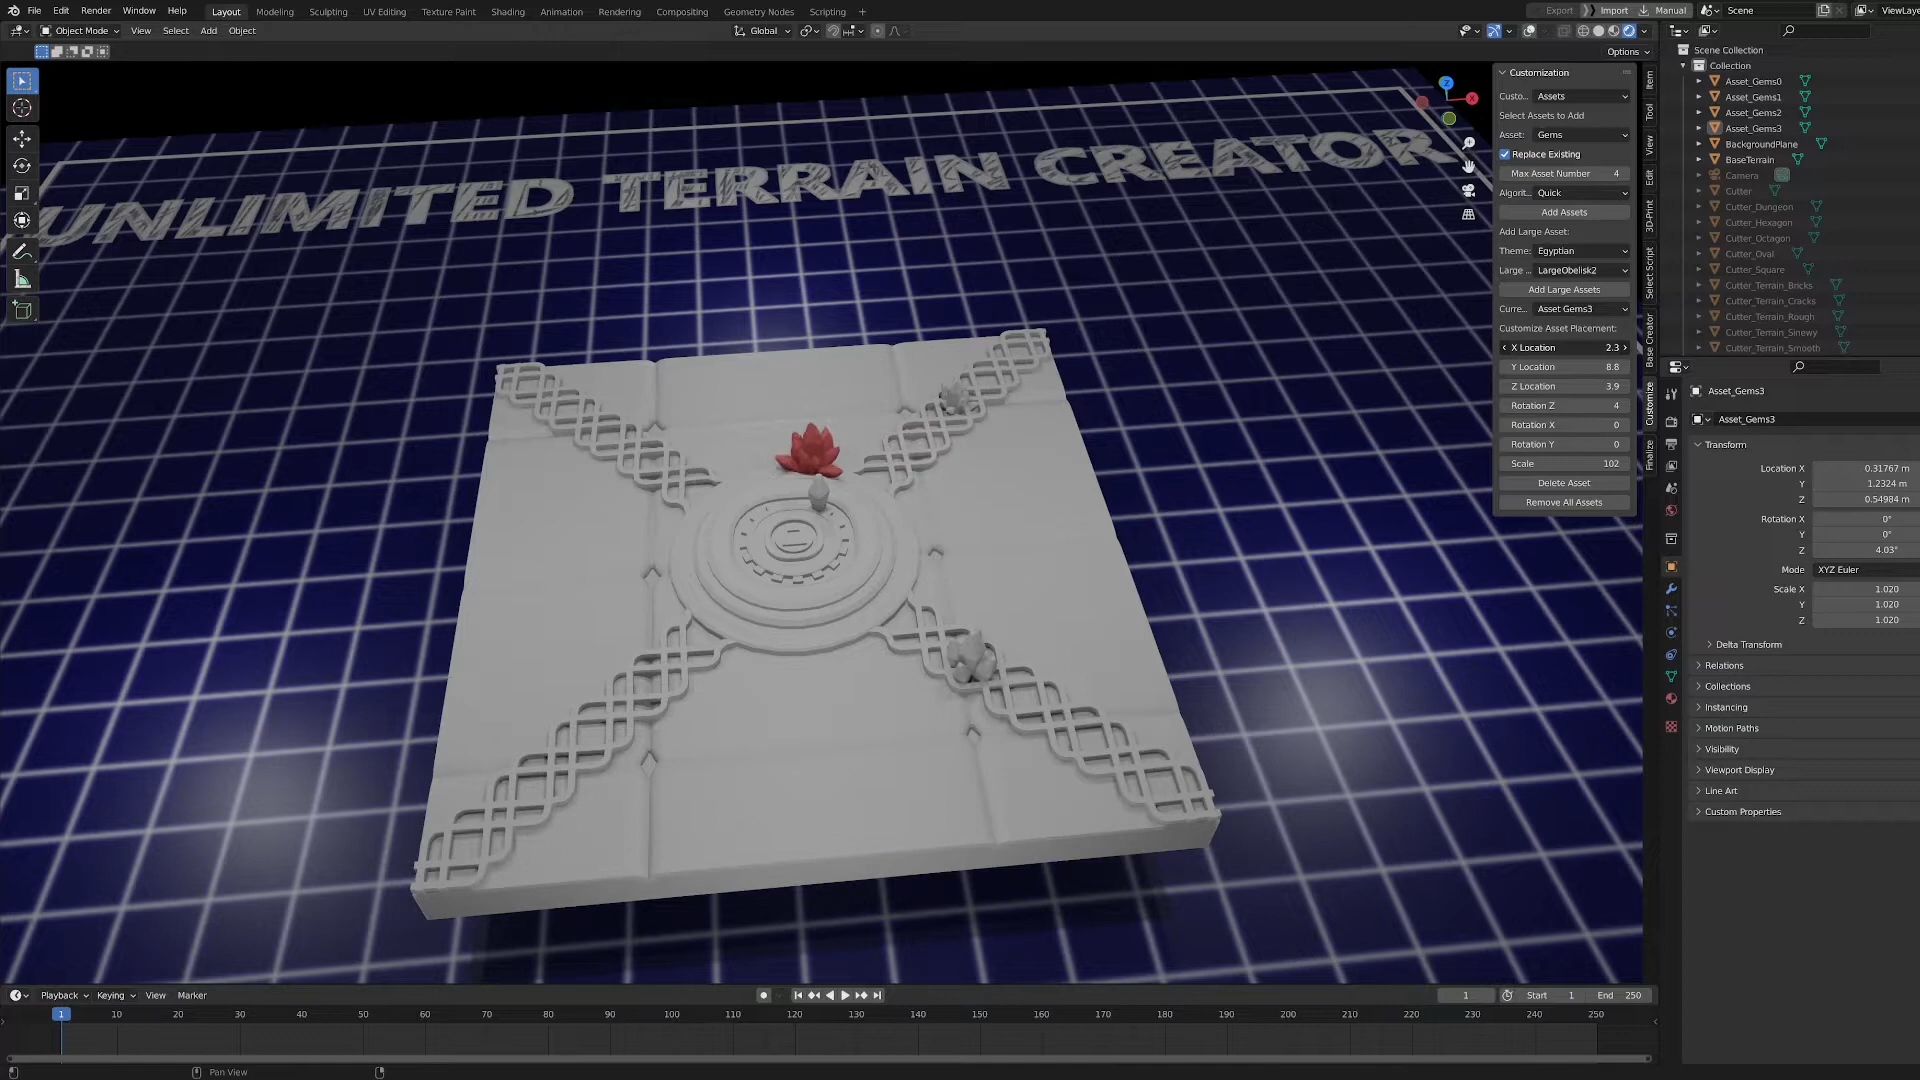 File Edit Render Window Help Layout Modeling Sculpting UV Editing Texture Paint Shading Animation Rendering Compositing Geometry Nodes Scripting + Export Import Manual Scene ViewLaye
Object Mode View Select Add Object Global
Options
UNLIMITED TERRAIN CREATOR
Customization
Custo... Assets
Select Assets to Add
Asset: Gems
Replace Existing
Max Asset Number 4
Algorit... Quick
Add Assets
Add Large Asset:
Theme: Egyptian
Large ... LargeObelisk2
Add Large Assets
Curre... Asset Gems3
Customize Asset Placement:
X Location 2.3
Y Location 8.8
Z Location 3.9
Rotation Z 4
Rotation X 0
Rotation Y 0
Scale 102
Delete Asset
Remove All Assets
Item
Tool
View
Edit
3D-Print
Select Script
Base Creator
Customize
Finalize
Scene Collection
Collection
Asset_Gems0
Asset_Gems1
Asset_Gems2
Asset_Gems3
BackgroundPlane
BaseTerrain
Camera
Cutter
Cutter_Dungeon
Cutter_Hexagon
Cutter_Octagon
Cutter_Oval
Cutter_Square
Cutter_Terrain_Bricks
Cutter_Terrain_Cracks
Cutter_Terrain_Rough
Cutter_Terrain_Sinewy
Cutter_Terrain_Smooth
Asset_Gems3
Asset_Gems3
Transform
Location X 0.31767 m
Y 1.2324 m
Z 0.54984 m
Rotation X 0°
Y 0°
Z 4.03°
Mode XYZ Euler
Scale X 1.020
Y 1.020
Z 1.020
Delta Transform
Relations
Collections
Instancing
Motion Paths
Visibility
Viewport Display
Line Art
Custom Properties
Playback Keying View Marker 1 Start 1 End 250
1 10 20 30 40 50 60 70 80 90 100 110 120 130 140 150 160 170 180 190 200 210 220 230 240 250
Pan View